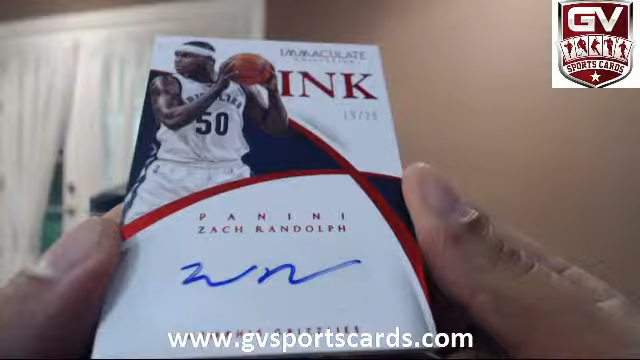 GV
SPORTS CARDS
IMMACULATE
COLLECTION
INK
19/25
50
PANINI
ZACH RANDOLPH
www.gvsportscards.com